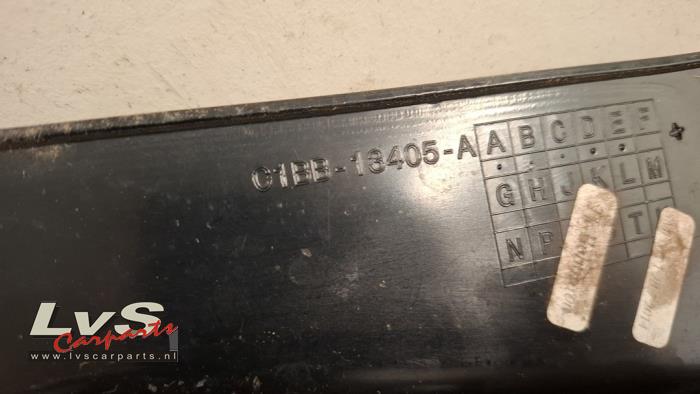 C1BB-13405-A
A B C D E F
G H J K L M
N P T
LvS
Carparts
www.lvscarparts.nl